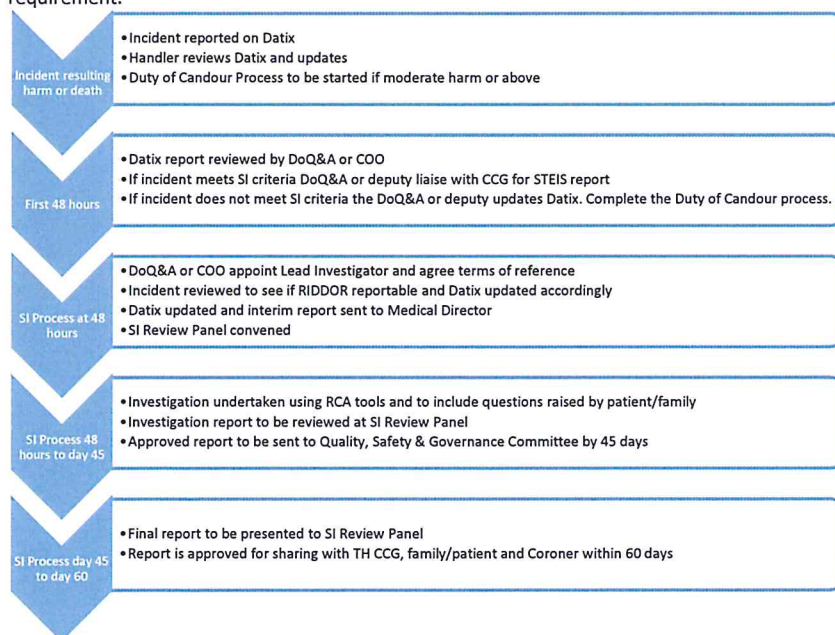 requirement.
Incident resulting
harm or death
•Incident reported on Datix
•Handler reviews Datix and updates
•Duty of Candour Process to be started if moderate harm or above
First 48 hours
•Datix report reviewed by DoQ&A or COO
•If incident meets SI criteria DoQ&A or deputy liaise with CCG for STEIS report
•If incident does not meet SI criteria the DoQ&A or deputy updates Datix. Complete the Duty of Candour process.
SI Process at 48
hours
•DoQ&A or COO appoint Lead Investigator and agree terms of reference
•Incident reviewed to see if RIDDOR reportable and Datix updated accordingly
•Datix updated and interim report sent to Medical Director
•SI Review Panel convened
SI Process 48
hours to day 45
•Investigation undertaken using RCA tools and to include questions raised by patient/family
•Investigation report to be reviewed at SI Review Panel
•Approved report to be sent to Quality, Safety & Governance Committee by 45 days
SI Process day 45
to day 60
•Final report to be presented to SI Review Panel
•Report is approved for sharing with TH CCG, family/patient and Coroner within 60 days